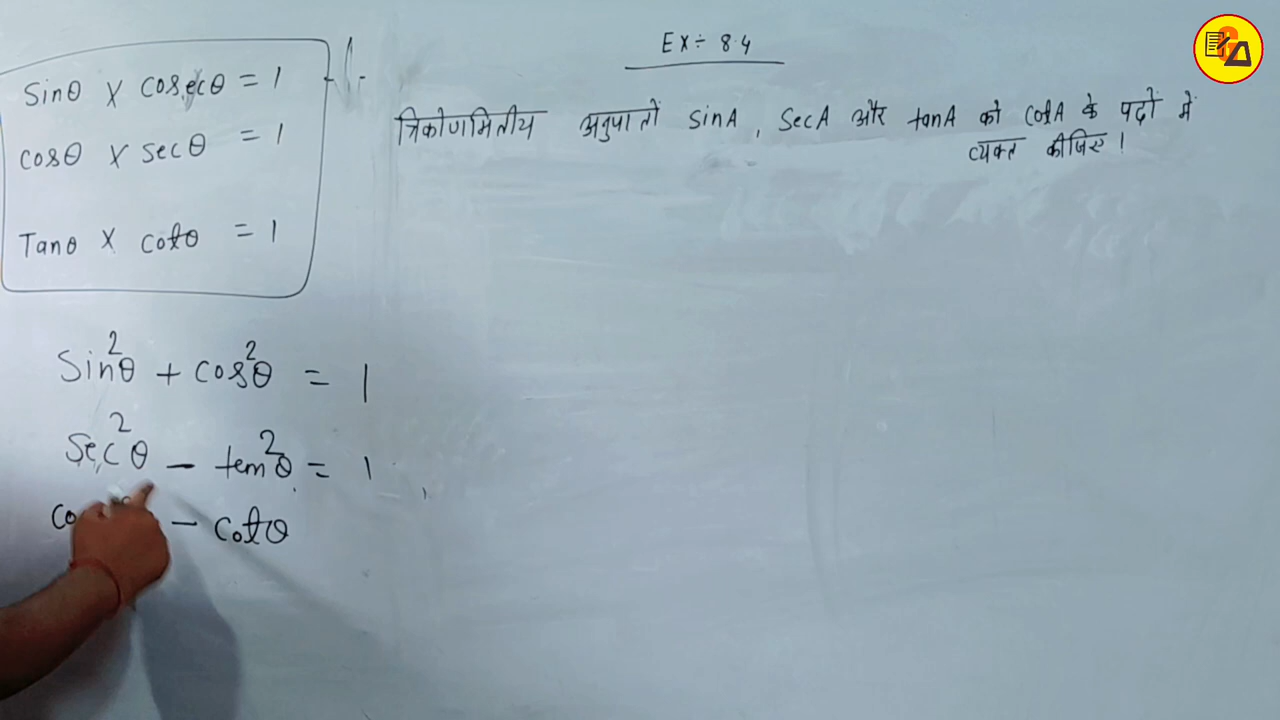 Ex÷ 8.4
त्रिकोणमितीय अनुपातों sinA, SecA और tanA को cotA के पदों में
व्यक्त कीजिए।
Sinθ × cosecθ = 1
cosθ × secθ = 1
Tanθ × cotθ = 1
Sin²θ + cos²θ = 1
Sec²θ − tan²θ = 1
co − cotθ